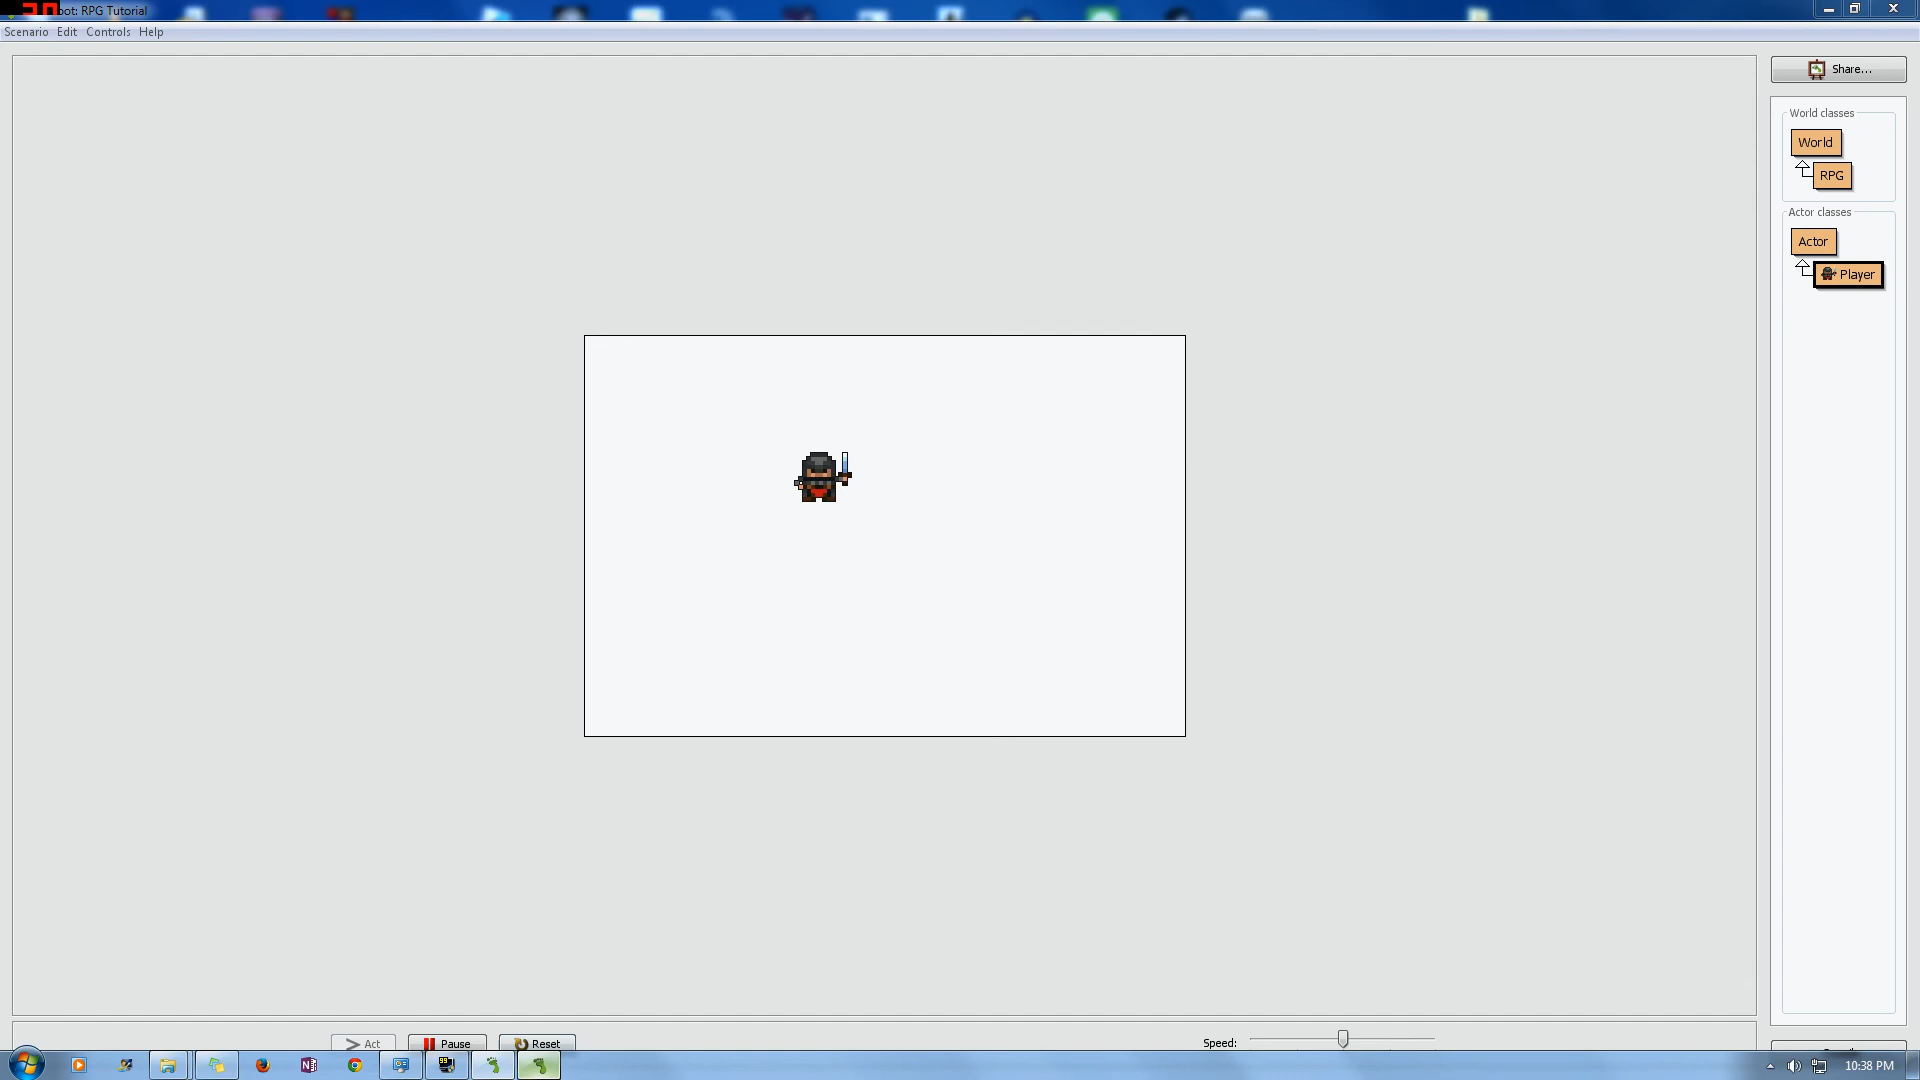 oot: RPG Tutorial
Scenario Edit Controls Help
Share...
World classes
World
RPG
Actor classes
Actor
Player
Act
Pause
Reset
Speed:
99
10:38 PM